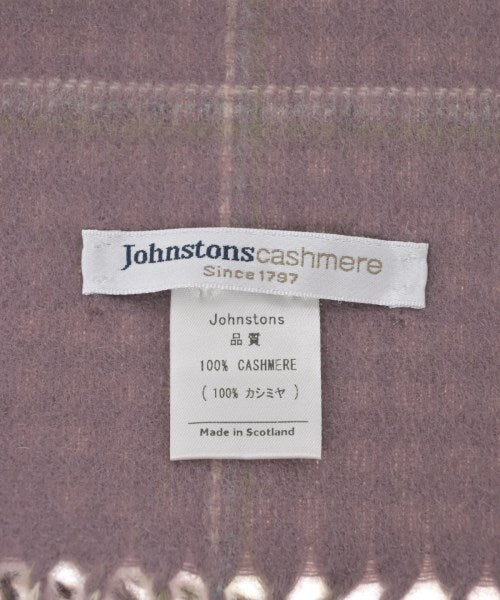 Johnstonscashmere
Since 1797
Johnstons
品質
100% CASHMERE
( 100% カシミヤ )
Made in Scotland